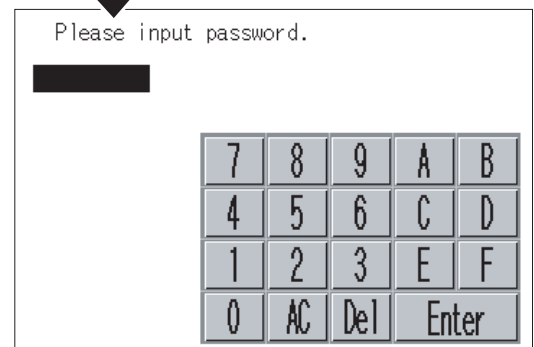 Please input password.
7 8 9 A B
4 5 6 C D
1 2 3 E F
0 AC Del Enter